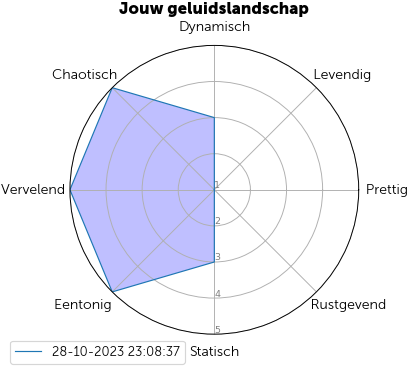 Jouw geluidslandschap
Dynamisch
Chaotisch
Levendig
Vervelend
1
Prettig
2
3
4
5
Eentonig
Rustgevend
28-10-2023 23:08:37
Statisch